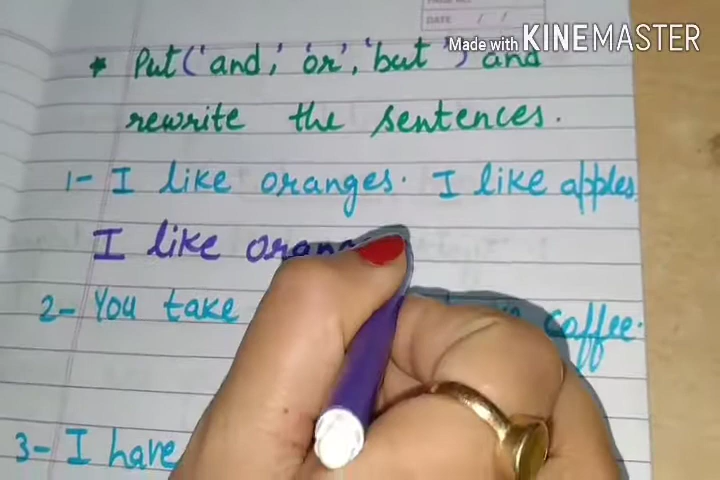 DATE / /
Made with KINEMASTER
* Put ('and,' 'or', 'but') and
rewrite the sentences.
1- I like oranges. I like apples
I like
2- You take coffee.
3- I have